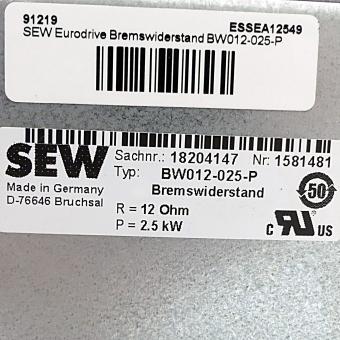 91219 ESSEA12549
SEW Eurodrive Bremswiderstand BW012-025-P
SEW Sachnr.: 18204147 Nr: 1581481
Typ: BW012-025-P
Made in Germany Bremswiderstand
D-76646 Bruchsal
R = 12 Ohm
P = 2.5 kW
50
C US